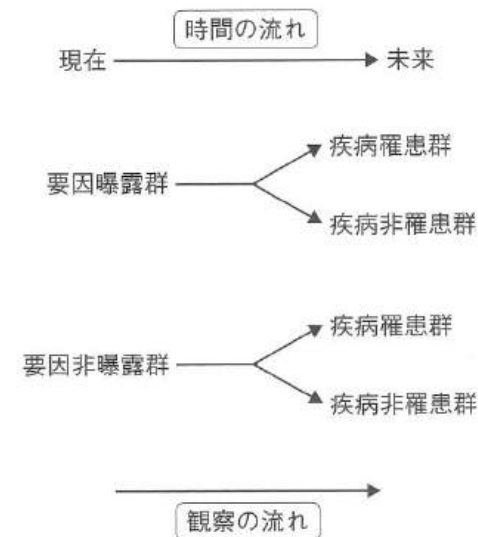 時間の流れ
現在
未来
疾病罹患群
要因曝露群
疾病非罹患群
疾病罹患群
要因非曝露群
疾病非罹患群
観察の流れ